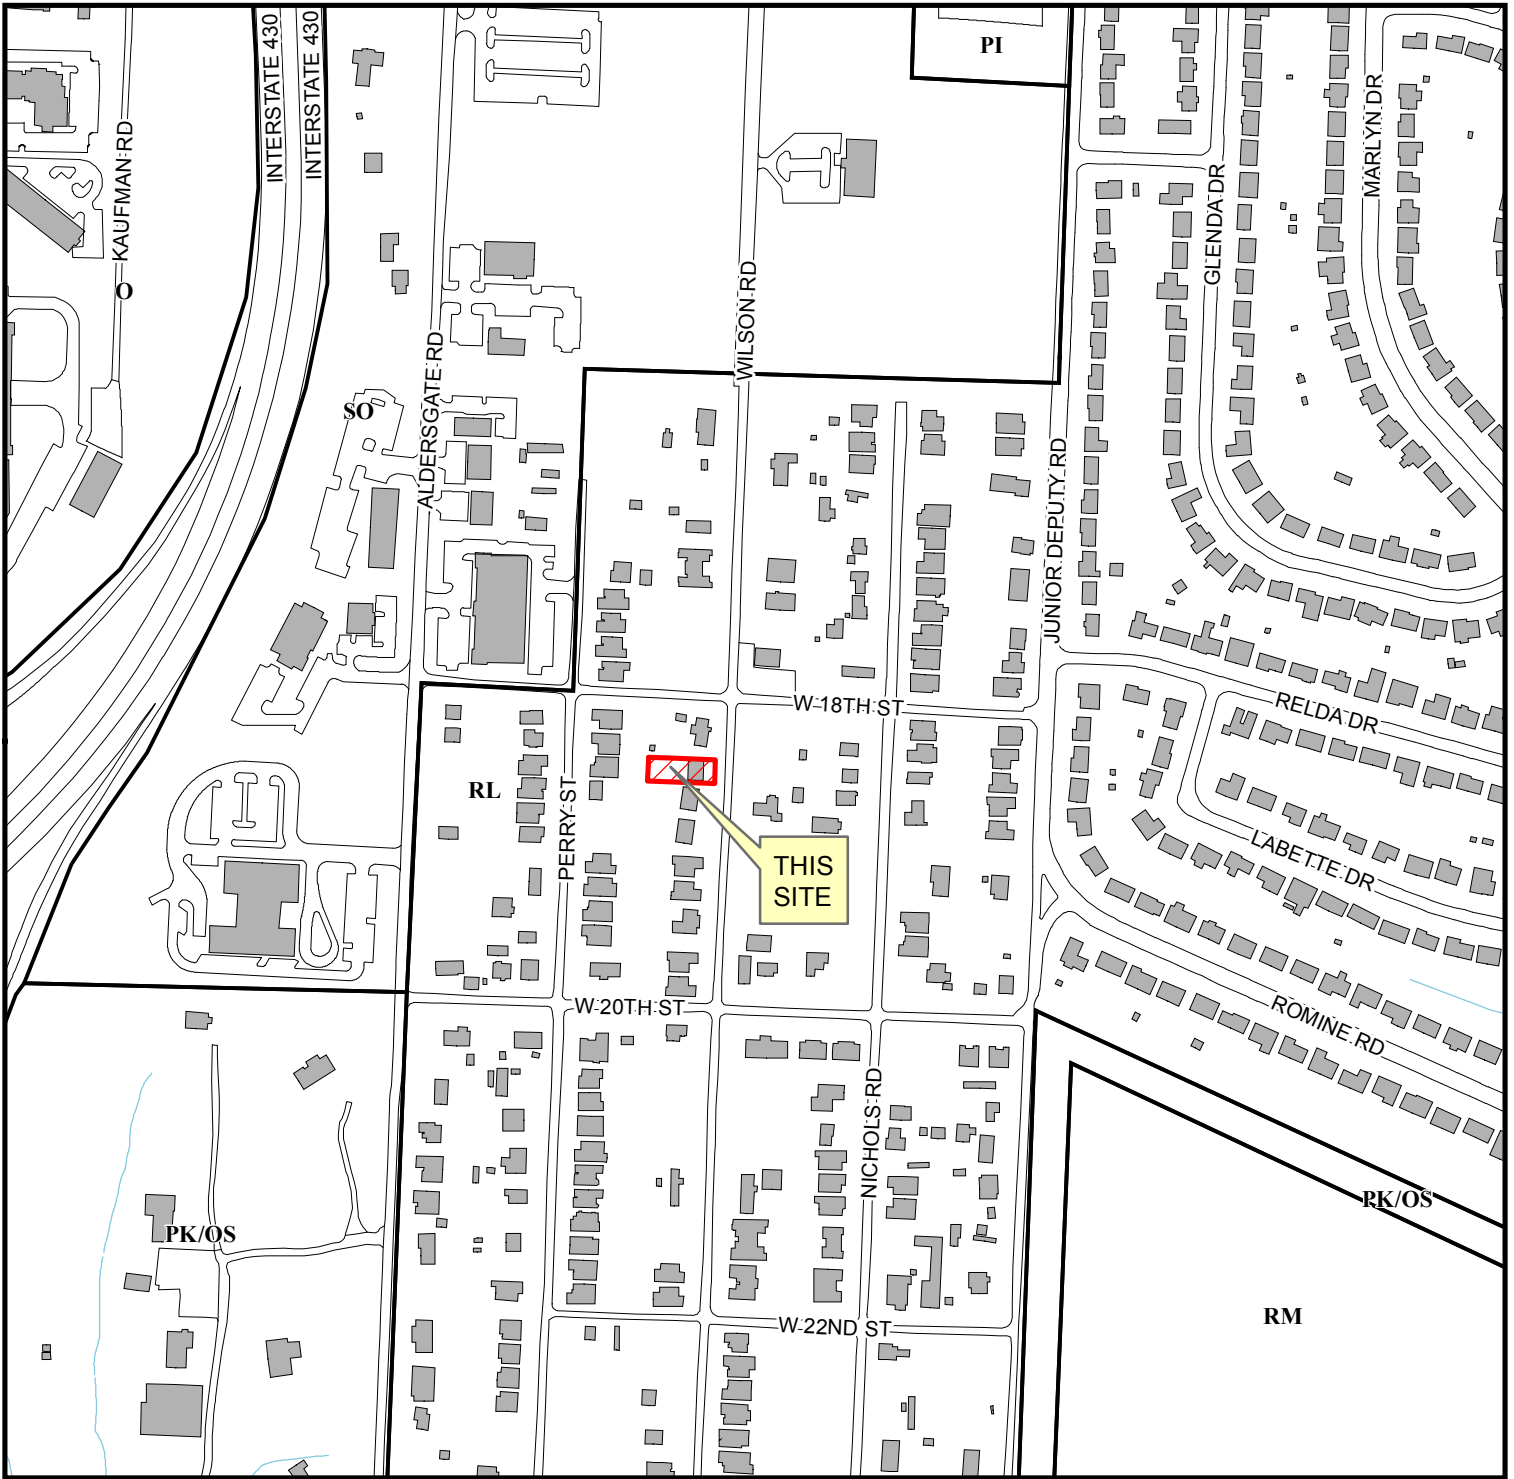 INTERSTATE 430
INTERSTATE 430
PI
KAUFMAN RD
MARLYN DR
GLENDA DR
O
WILSON RD
ALDERSGATE RD
SO
JUNIOR DEPUTY RD
W 18TH ST
RELDA DR
RL
PERRY ST
THIS
SITE
LABETTE DR
W 20TH ST
ROMINE RD
NICHOLS RD
PK/OS
PK/OS
RM
W 22ND ST